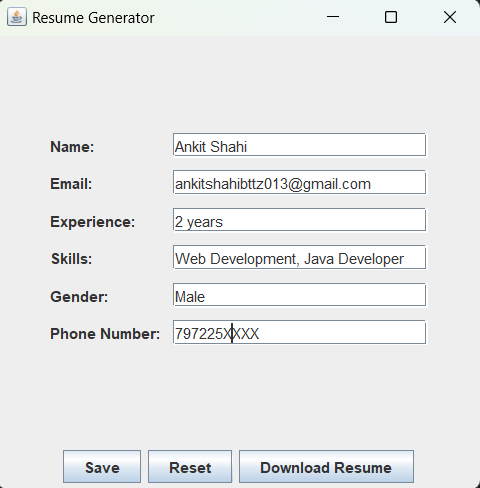 Resume Generator
Name: Ankit Shahi
Email: ankitshahibttz013@gmail.com
Experience: 2 years
Skills: Web Development, Java Developer
Gender: Male
Phone Number: 797225XXXX
Save Reset Download Resume